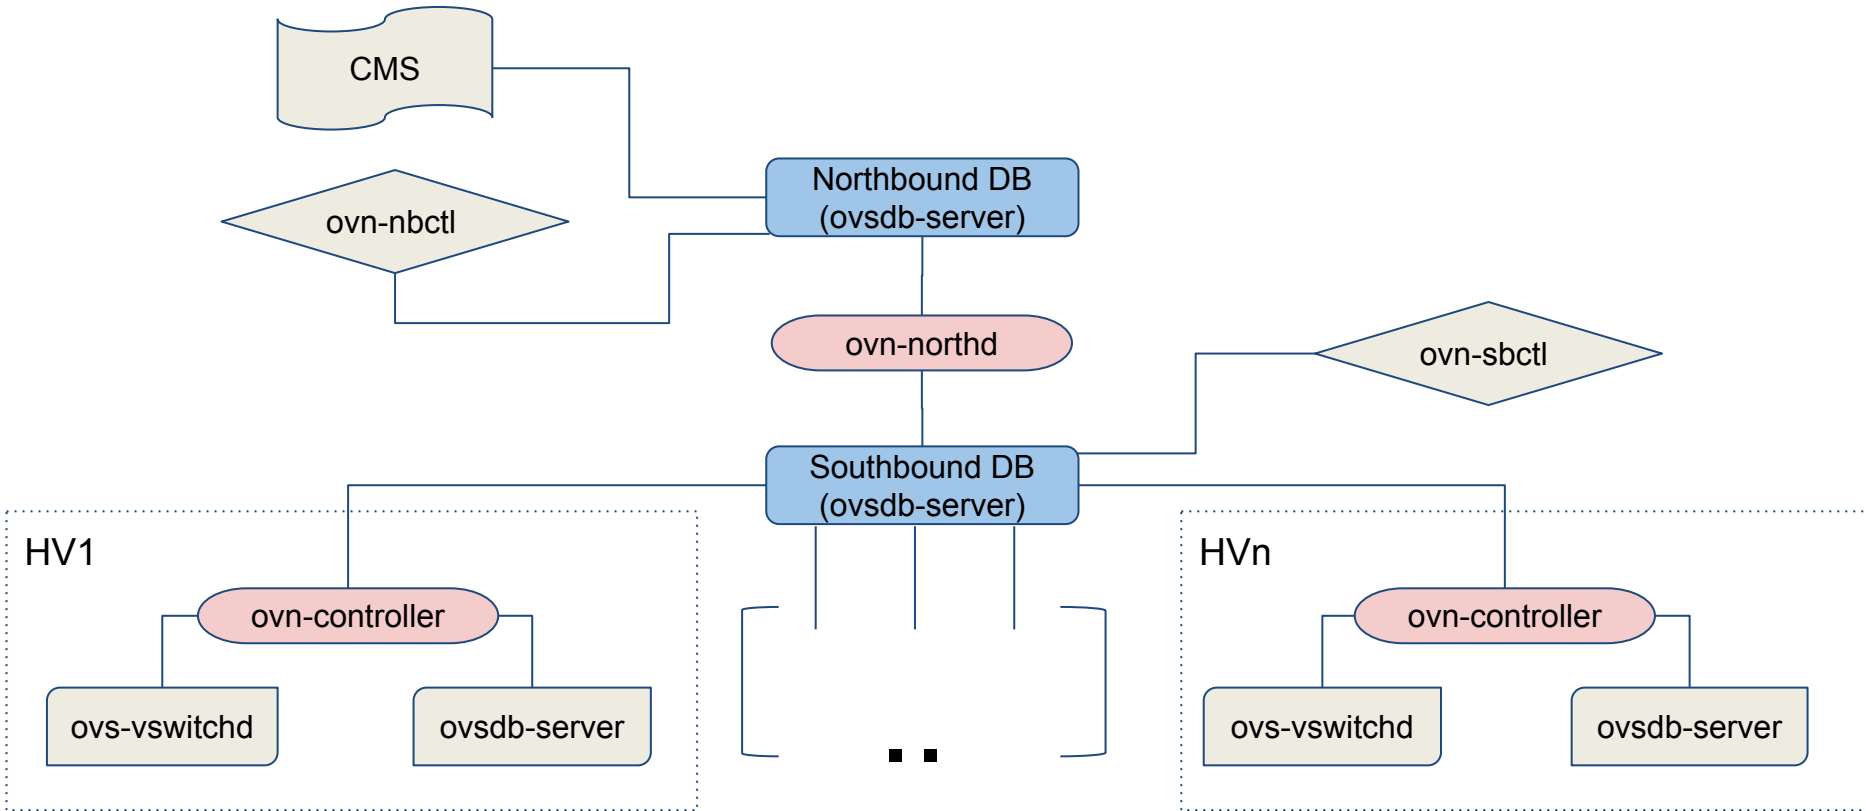 CMS
Northbound DB
(ovsdb-server)
ovn-nbctl
ovn-northd
ovn-sbctl
Southbound DB
(ovsdb-server)
HV1
HVn
ovn-controller
ovn-controller
ovs-vswitchd
ovsdb-server
ovs-vswitchd
ovsdb-server